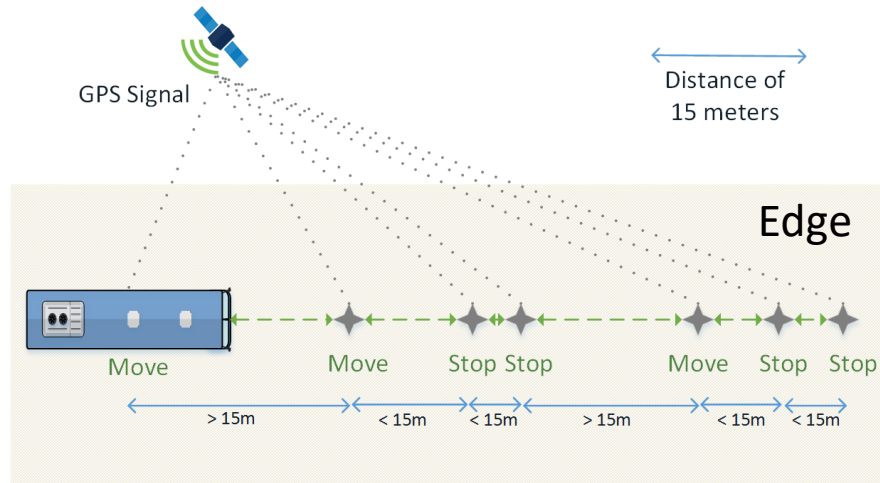 GPS Signal
Distance of
15 meters
Edge
Move
Move
Stop
Stop
Move
Stop
Stop
> 15m
< 15m
< 15m
> 15m
< 15m
< 15m